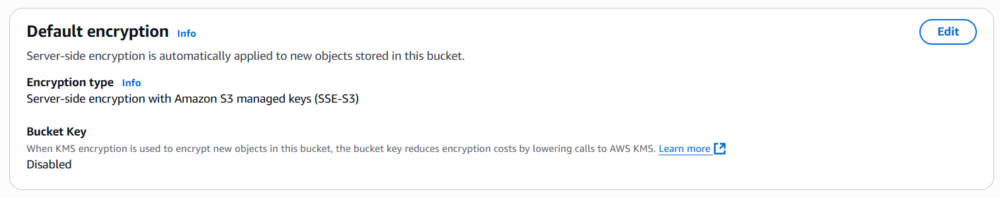 Default encryption Info
Edit
Server-side encryption is automatically applied to new objects stored in this bucket.
Encryption type Info
Server-side encryption with Amazon S3 managed keys (SSE-S3)
Bucket Key
When KMS encryption is used to encrypt new objects in this bucket, the bucket key reduces encryption costs by lowering calls to AWS KMS. Learn more
Disabled